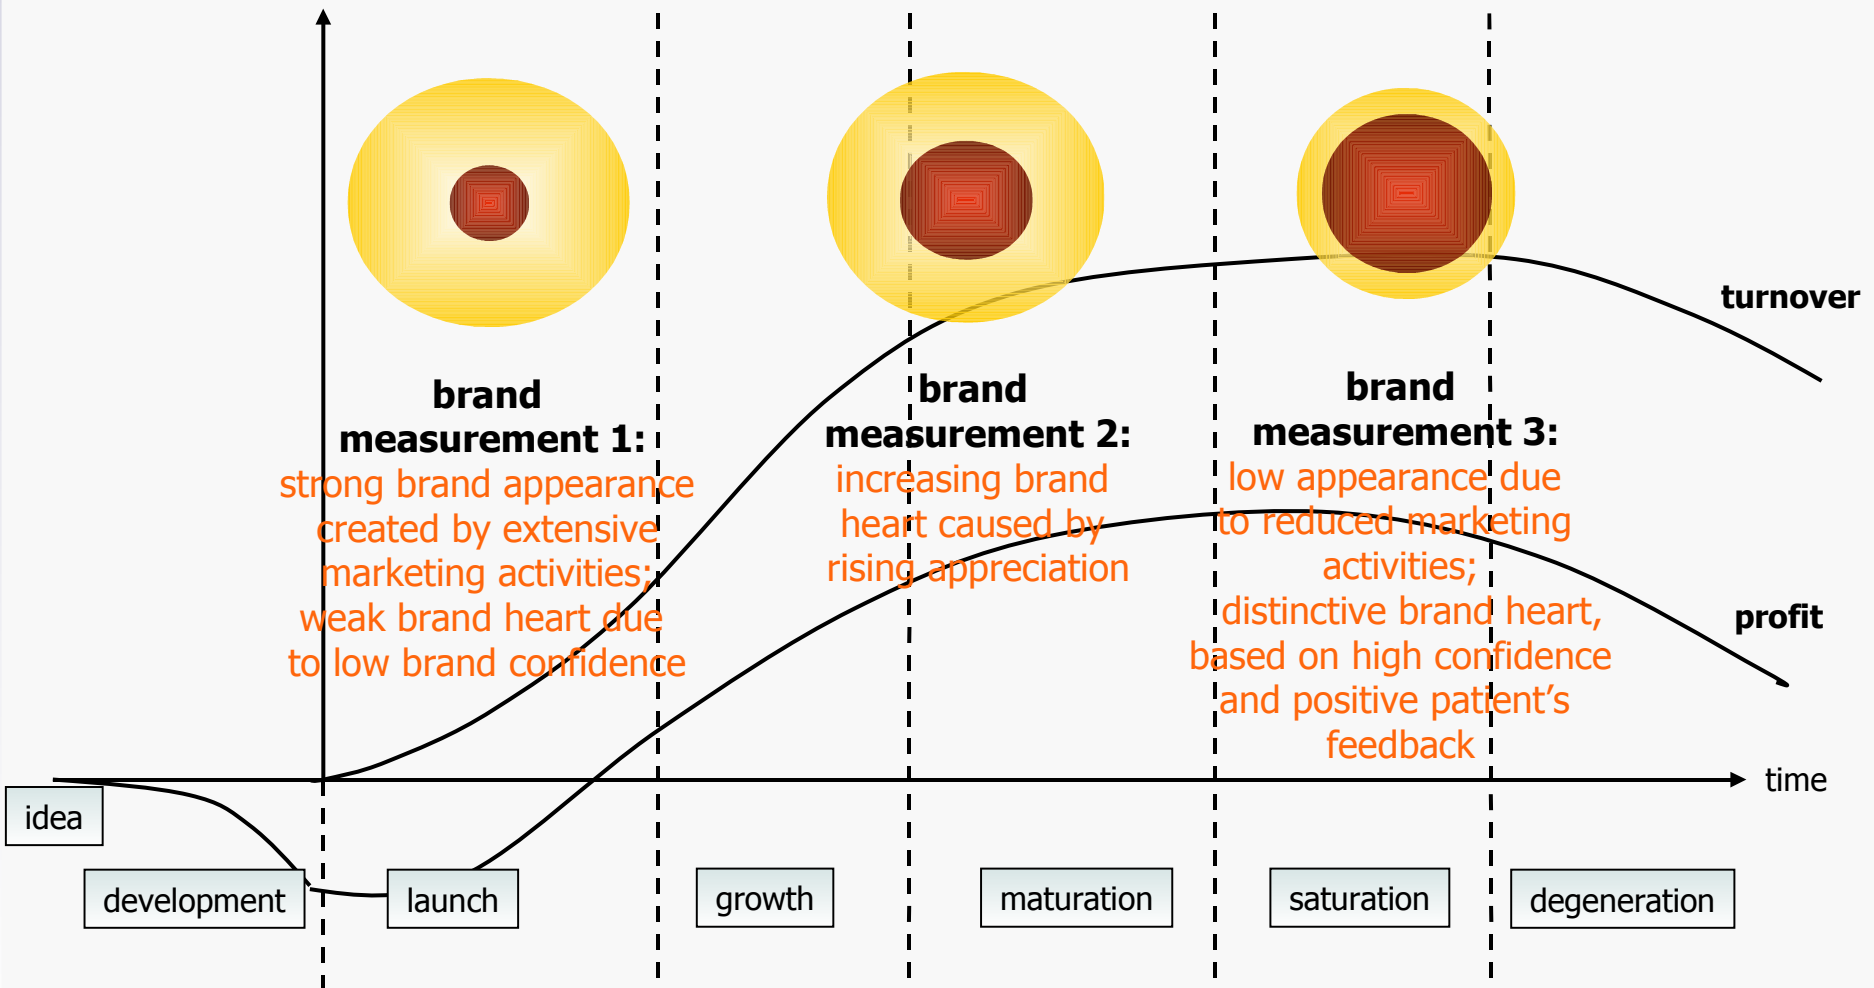 brand
measurement 1:
strong brand appearance
created by extensive
marketing activities;
weak brand heart due
to low brand confidence
brand
measurement 2:
increasing brand
heart caused by
rising appreciation
brand
measurement 3:
low appearance due
to reduced marketing
activities;
distinctive brand heart,
based on high confidence
and positive patient’s
feedback
turnover
profit
time
idea
development
launch
growth
maturation
saturation
degeneration